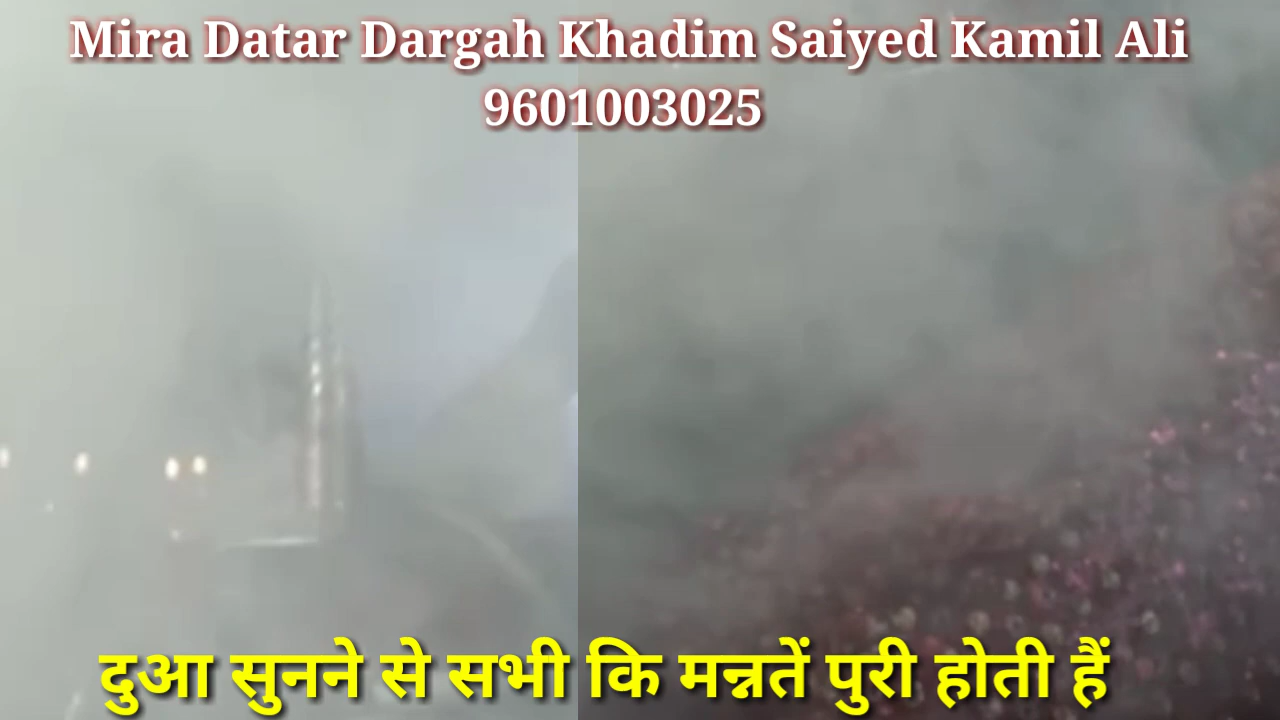 Mira Datar Dargah Khadim Saiyed Kamil Ali
9601003025
दुआ सुनने से सभी कि मन्नतें पुरी होती हैं